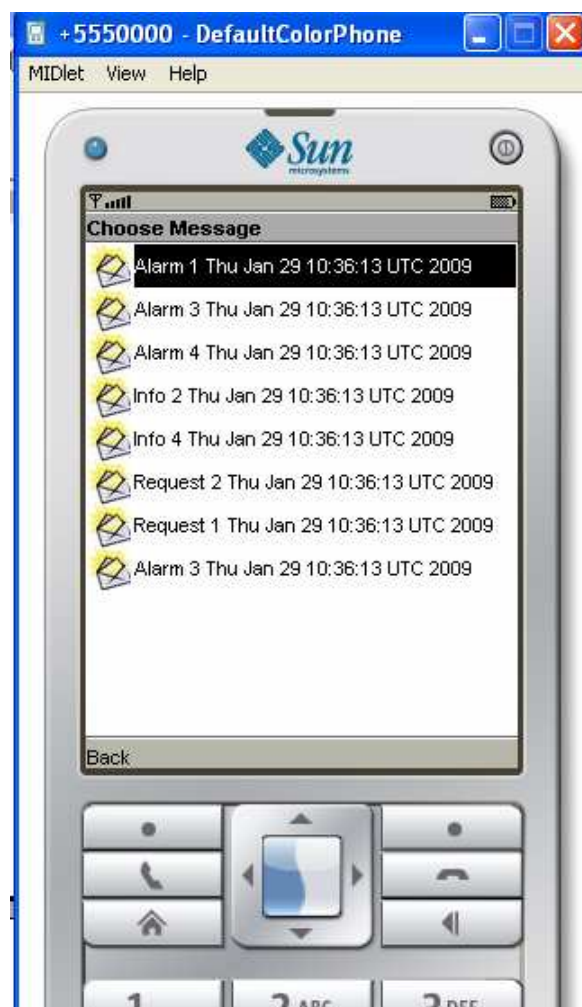 +5550000 - DefaultColorPhone
MIDlet View Help
Sun
microsystems
Choose Message
Alarm 1 Thu Jan 29 10:36:13 UTC 2009
Alarm 3 Thu Jan 29 10:36:13 UTC 2009
Alarm 4 Thu Jan 29 10:36:13 UTC 2009
Info 2 Thu Jan 29 10:36:13 UTC 2009
Info 4 Thu Jan 29 10:36:13 UTC 2009
Request 2 Thu Jan 29 10:36:13 UTC 2009
Request 1 Thu Jan 29 10:36:13 UTC 2009
Alarm 3 Thu Jan 29 10:36:13 UTC 2009
Back
1 2 ABC 3 DEF